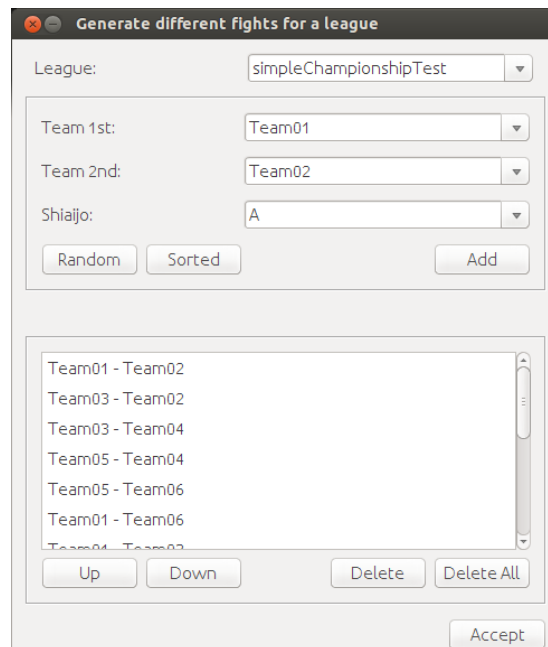 Generate different fights for a league
League: simpleChampionshipTest
Team 1st: Team01
Team 2nd: Team02
Shiaijo: A
Random Sorted Add
Team01 - Team02
Team03 - Team02
Team03 - Team04
Team05 - Team04
Team05 - Team06
Team01 - Team06
Up Down Delete Delete All
Accept